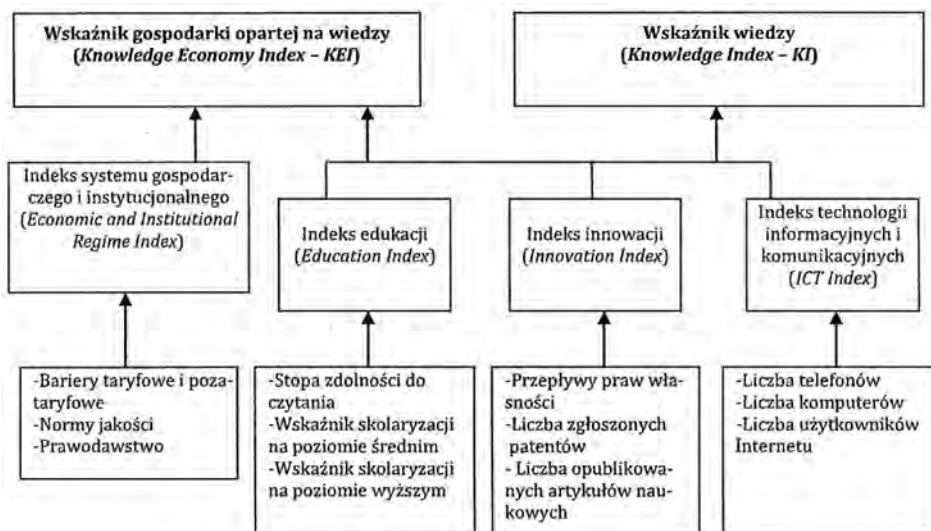 Wskaźnik gospodarki opartej na wiedzy
(Knowledge Economy Index – KEI)
Wskaźnik wiedzy
(Knowledge Index – KI)
Indeks systemu gospodar-
czego i instytucjonalnego
(Economic and Institutional
Regime Index)
Indeks edukacji
(Education Index)
Indeks innowacji
(Innovation Index)
Indeks technologii
informacyjnych i
komunikacyjnych
(ICT Index)
-Bariery taryfowe i poza-
taryfowe
-Normy jakości
-Prawodawstwo
-Stopa zdolności do
czytania
-Wskaźnik skolaryzacji
na poziomie średnim
-Wskaźnik skolaryzacji
na poziomie wyższym
-Przepływy praw wła-
sności
-Liczba zgłoszonych
patentów
- Liczba opublikowa-
nych artykułów nau-
kowych
-Liczba telefonów
-Liczba komputerów
-Liczba użytkowników
Internetu